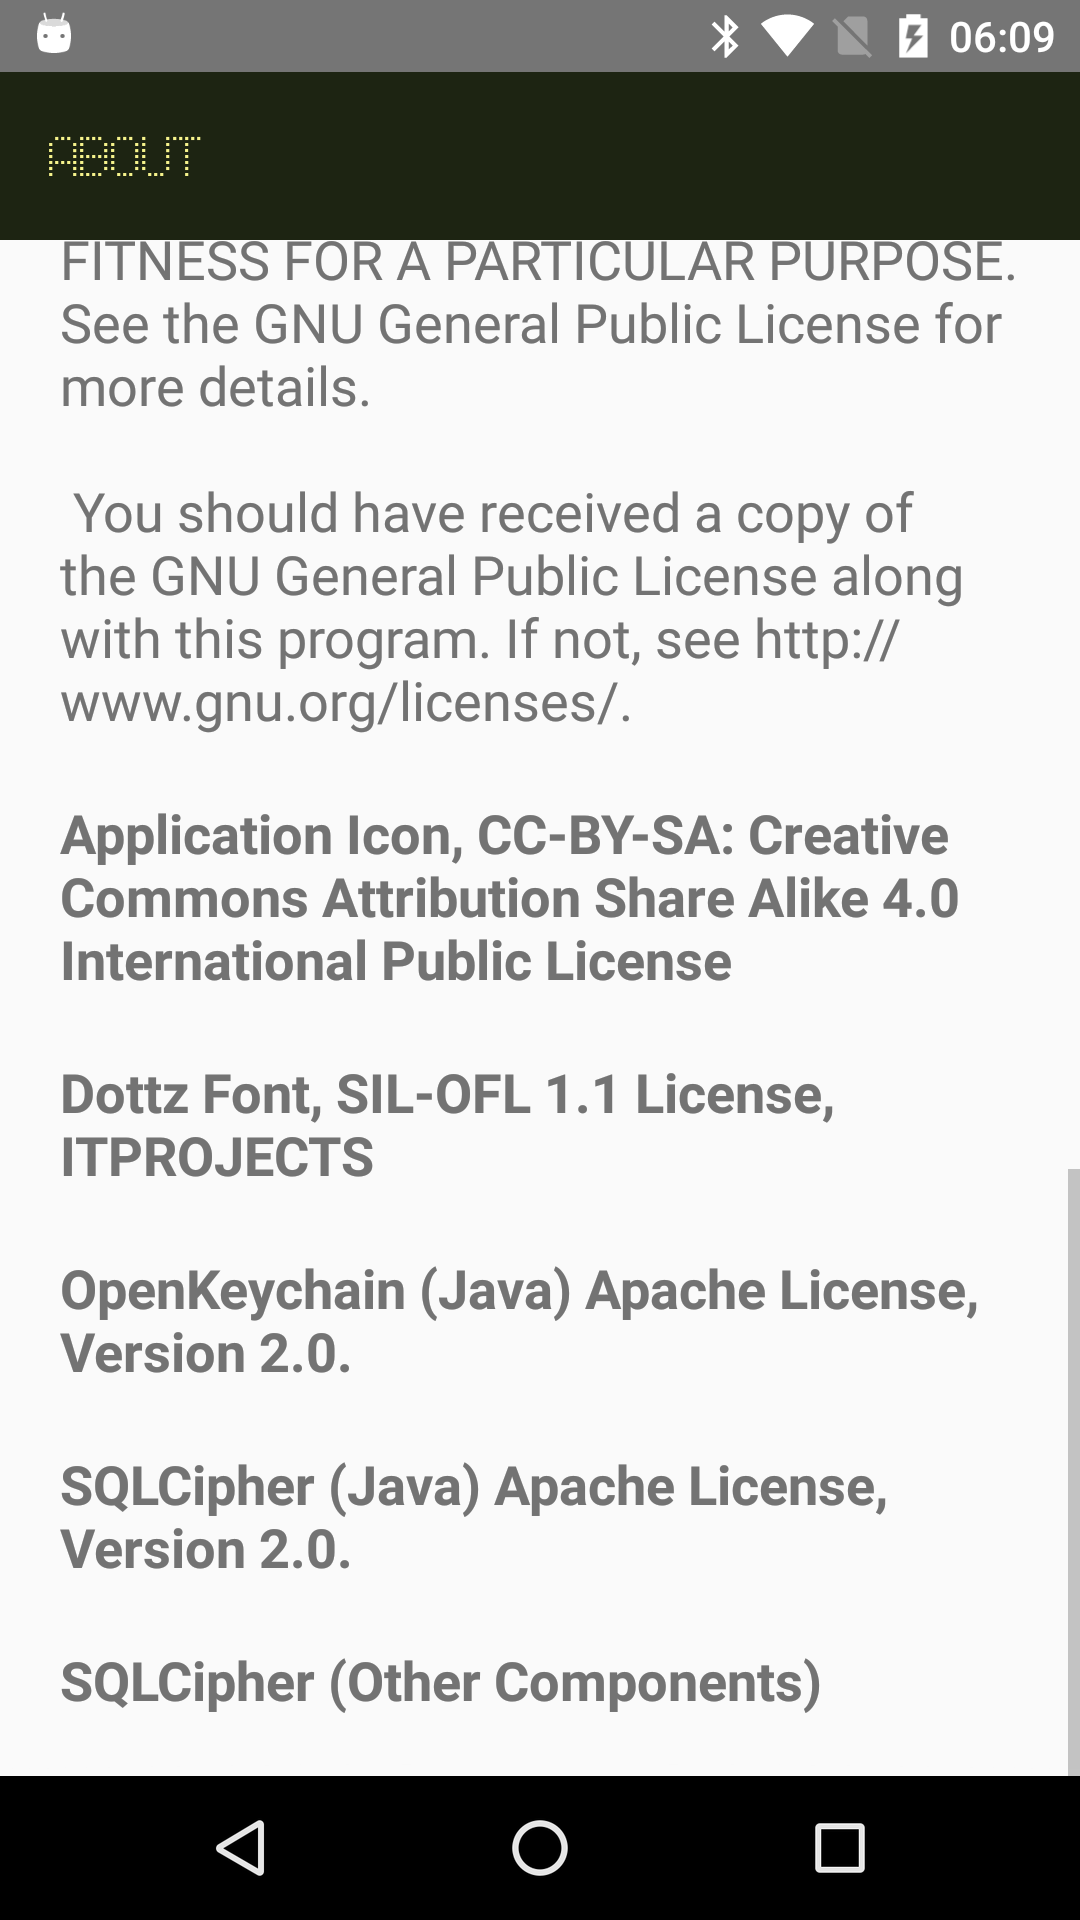 06:09
ABOUT
FITNESS FOR A PARTICULAR PURPOSE.
See the GNU General Public License for
more details.
You should have received a copy of
the GNU General Public License along
with this program. If not, see http://
www.gnu.org/licenses/.
Application Icon, CC-BY-SA: Creative
Commons Attribution Share Alike 4.0
International Public License
Dottz Font, SIL-OFL 1.1 License,
ITPROJECTS
OpenKeychain (Java) Apache License,
Version 2.0.
SQLCipher (Java) Apache License,
Version 2.0.
SQLCipher (Other Components)